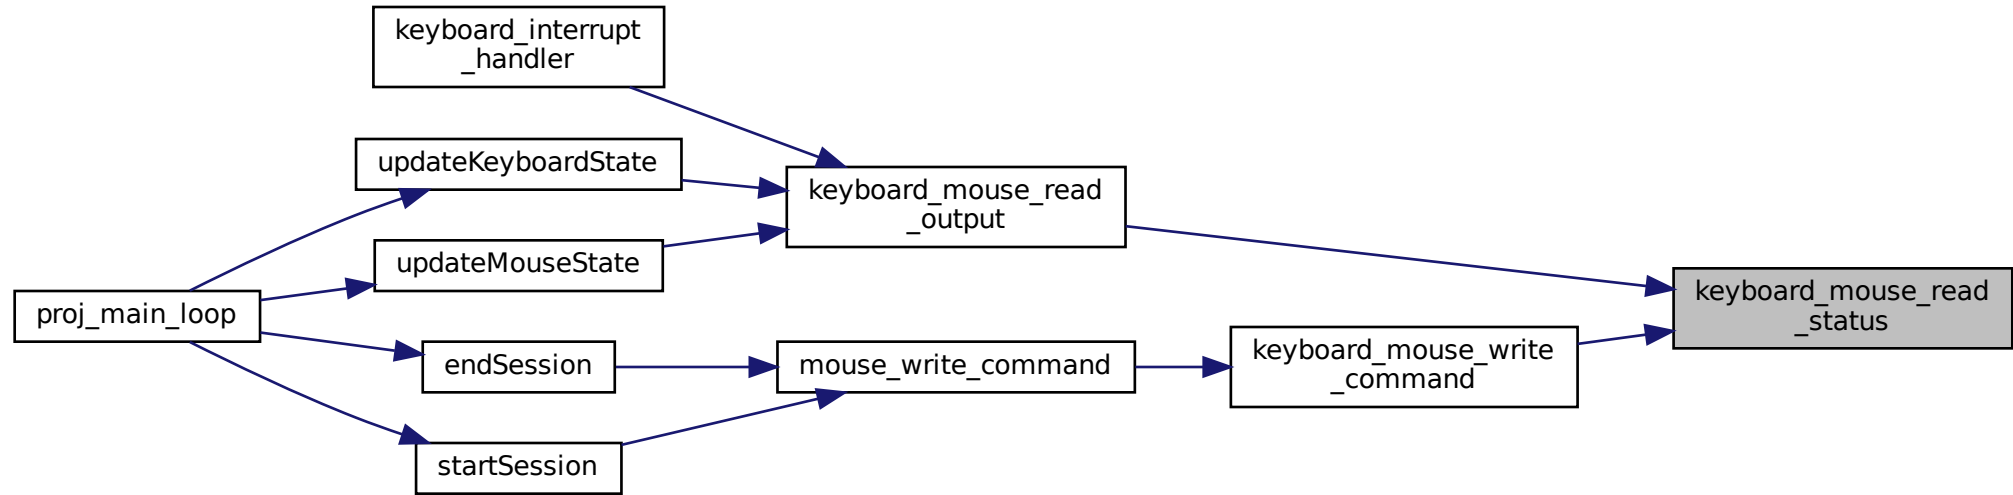 keyboard_interrupt
_handler
updateKeyboardState
keyboard_mouse_read
_output
updateMouseState
keyboard_mouse_read
_status
proj_main_loop
keyboard_mouse_write
_command
endSession
mouse_write_command
startSession